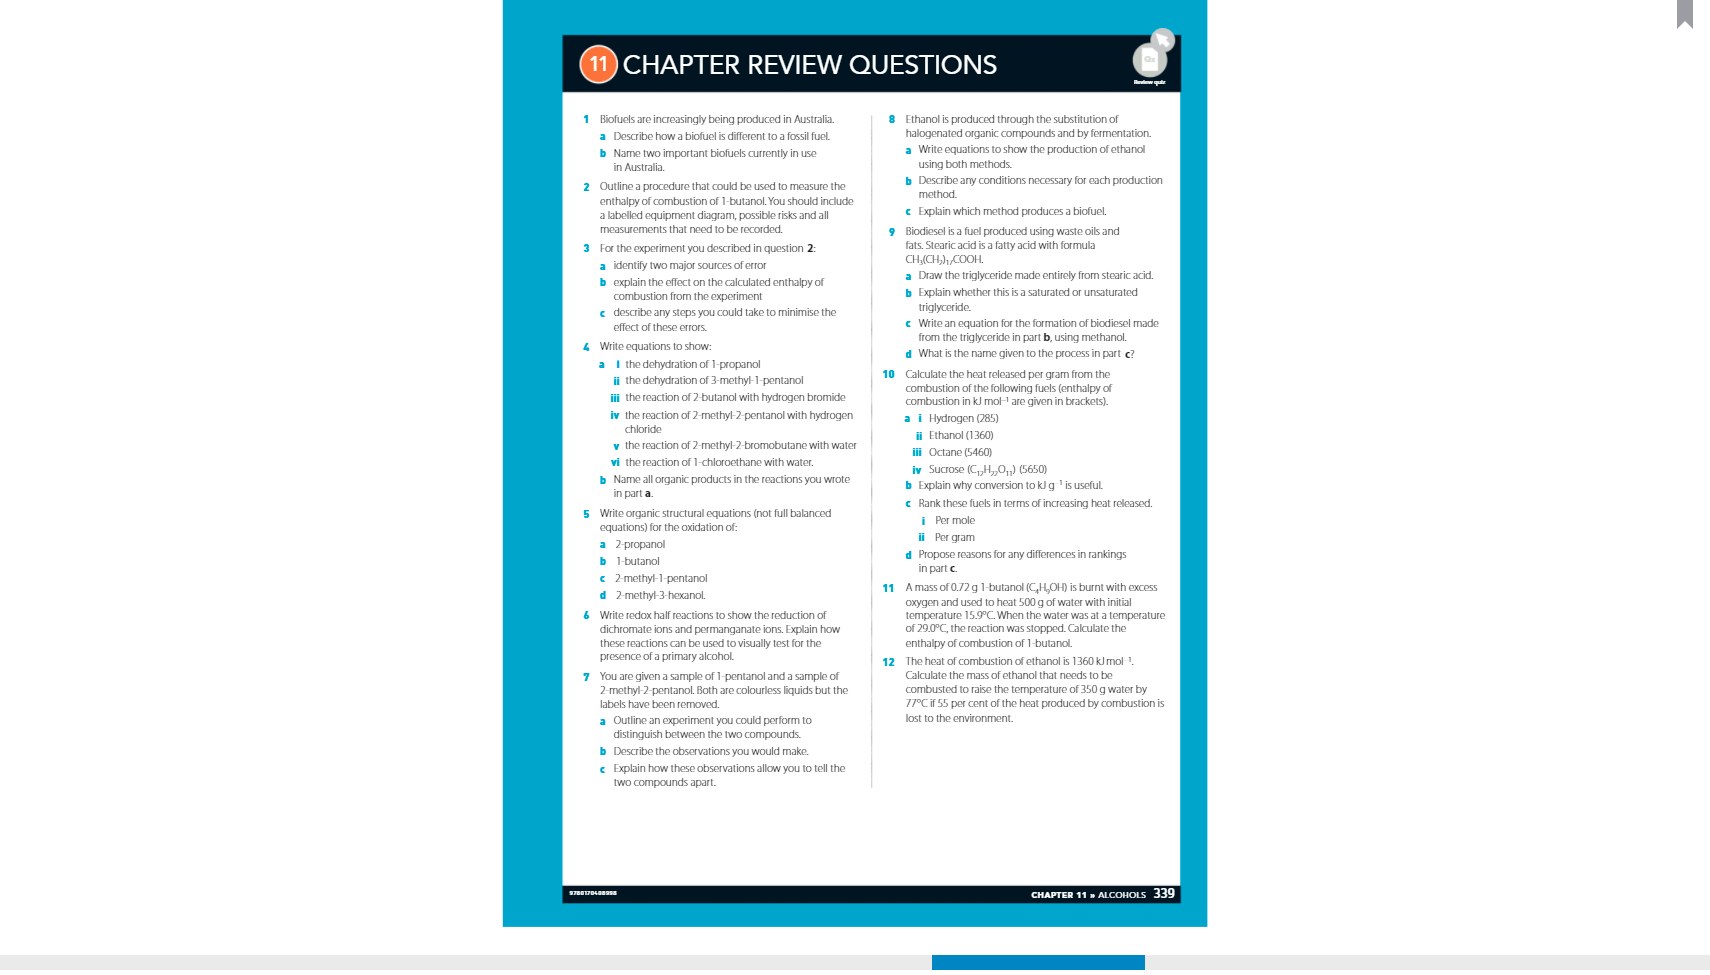 11 CHAPTER REVIEW QUESTIONS
Review quiz
1 Biofuels are increasingly being produced in Australia.
a Describe how a biofuel is different to a fossil fuel.
b Name two important biofuels currently in use
in Australia.
2 Outline a procedure that could be used to measure the
enthalpy of combustion of 1-butanol. You should include
a labelled equipment diagram, possible risks and all
measurements that need to be recorded.
3 For the experiment you described in question 2:
a identify two major sources of error
b explain the effect on the calculated enthalpy of
combustion from the experiment
c describe any steps you could take to minimise the
effect of these errors.
4 Write equations to show:
a i the dehydration of 1-propanol
ii the dehydration of 3-methyl-1-pentanol
iii the reaction of 2-butanol with hydrogen bromide
iv the reaction of 2-methyl-2-pentanol with hydrogen
chloride
v the reaction of 2-methyl-2-bromobutane with water
vi the reaction of 1-chloroethane with water.
b Name all organic products in the reactions you wrote
in part a.
5 Write organic structural equations (not full balanced
equations) for the oxidation of:
a 2-propanol
b 1-butanol
c 2-methyl-1-pentanol
d 2-methyl-3-hexanol.
6 Write redox half reactions to show the reduction of
dichromate ions and permanganate ions. Explain how
these reactions can be used to visually test for the
presence of a primary alcohol.
7 You are given a sample of 1-pentanol and a sample of
2-methyl-2-pentanol. Both are colourless liquids but the
labels have been removed.
a Outline an experiment you could perform to
distinguish between the two compounds.
b Describe the observations you would make.
c Explain how these observations allow you to tell the
two compounds apart.
8 Ethanol is produced through the substitution of
halogenated organic compounds and by fermentation.
a Write equations to show the production of ethanol
using both methods.
b Describe any conditions necessary for each production
method.
c Explain which method produces a biofuel.
9 Biodiesel is a fuel produced using waste oils and
fats. Stearic acid is a fatty acid with formula
CH₃(CH₂)₁₇COOH.
a Draw the triglyceride made entirely from stearic acid.
b Explain whether this is a saturated or unsaturated
triglyceride.
c Write an equation for the formation of biodiesel made
from the triglyceride in part b, using methanol.
d What is the name given to the process in part c?
10 Calculate the heat released per gram from the
combustion of the following fuels (enthalpy of
combustion in kJ mol⁻¹ are given in brackets).
a i Hydrogen (285)
ii Ethanol (1360)
iii Octane (5460)
iv Sucrose (C₁₂H₂₂O₁₁) (5650)
b Explain why conversion to kJ g⁻¹ is useful.
c Rank these fuels in terms of increasing heat released.
i Per mole
ii Per gram
d Propose reasons for any differences in rankings
in part c.
11 A mass of 0.72 g 1-butanol (C₄H₉OH) is burnt with excess
oxygen and used to heat 500 g of water with initial
temperature 15.9°C. When the water was at a temperature
of 29.0°C, the reaction was stopped. Calculate the
enthalpy of combustion of 1-butanol.
12 The heat of combustion of ethanol is 1360 kJ mol⁻¹.
Calculate the mass of ethanol that needs to be
combusted to raise the temperature of 350 g water by
77°C if 55 per cent of the heat produced by combustion is
lost to the environment.
9780170408998
CHAPTER 11 » ALCOHOLS 339